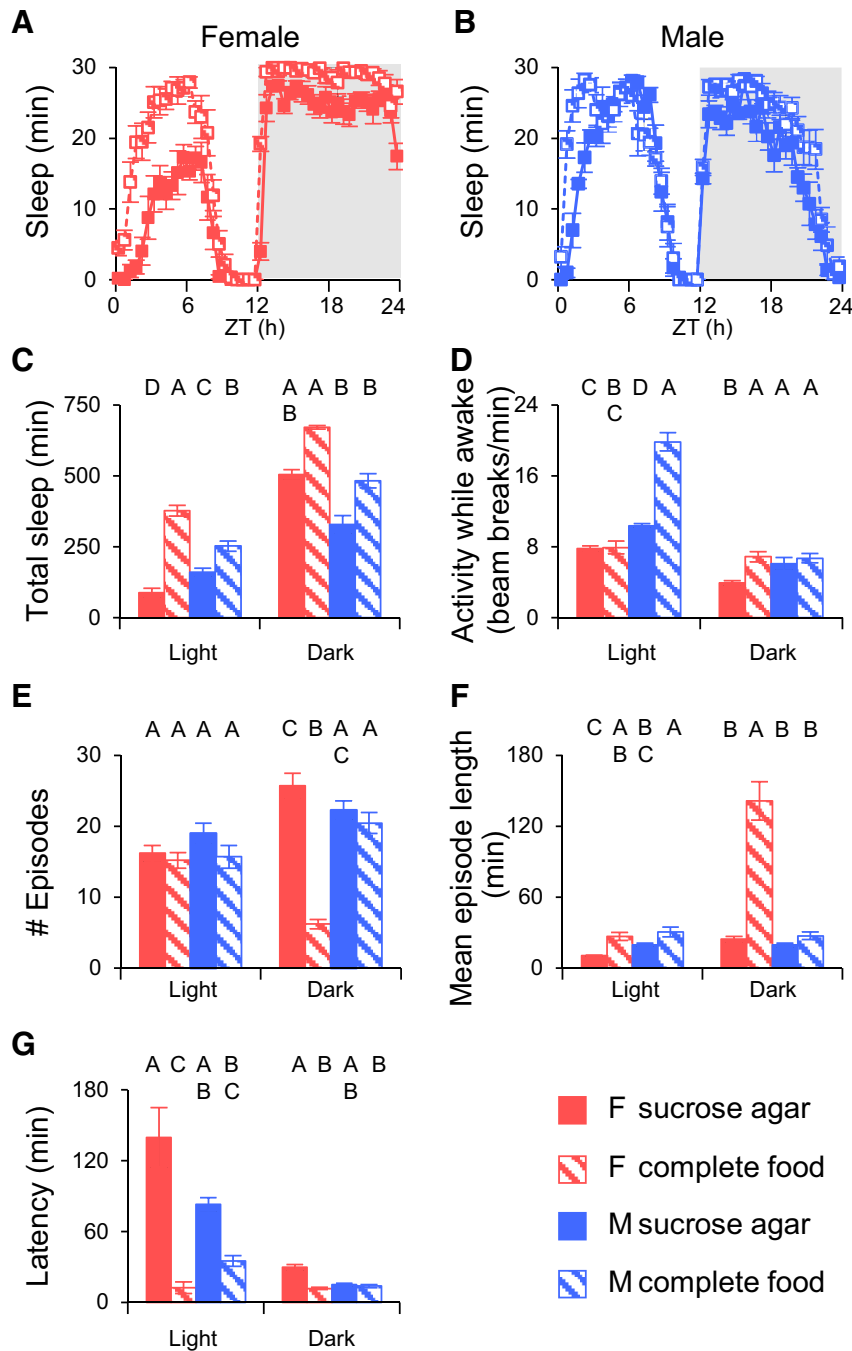 A
Female
Sleep (min)
30
20
10
0
0
6
12
18
24
ZT (h)
B
Male
Sleep (min)
30
20
10
0
0
6
12
18
24
ZT (h)
C
D A C B A A B B
B
Total sleep (min)
750
500
250
0
Light
Dark
D
C B D A B A A A
C
Activity while awake
(beam breaks/min)
24
16
8
0
Light
Dark
E
A A A A C B A A
C
# Episodes
30
20
10
0
Light
Dark
F
C A B A B A B B
B C
Mean episode length
(min)
180
120
60
0
Light
Dark
G
A C A B A B A B
B C B
Latency (min)
180
120
60
0
Light
Dark
F sucrose agar
F complete food
M sucrose agar
M complete food